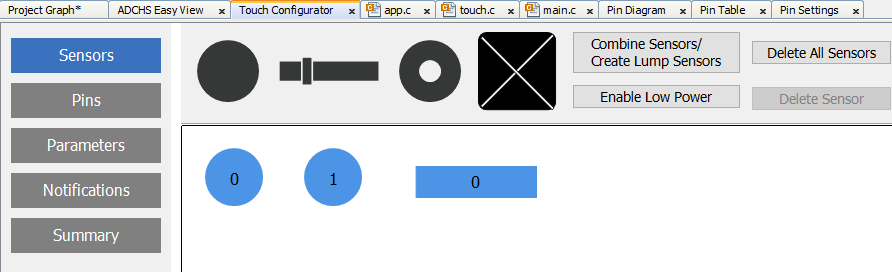 Project Graph* ADCHS Easy View Touch Configurator app.c touch.c main.c Pin Diagram Pin Table Pin Settings
Sensors
Pins
Parameters
Notifications
Summary
Combine Sensors/
Create Lump Sensors
Delete All Sensors
Enable Low Power
Delete Sensor
0 1 0